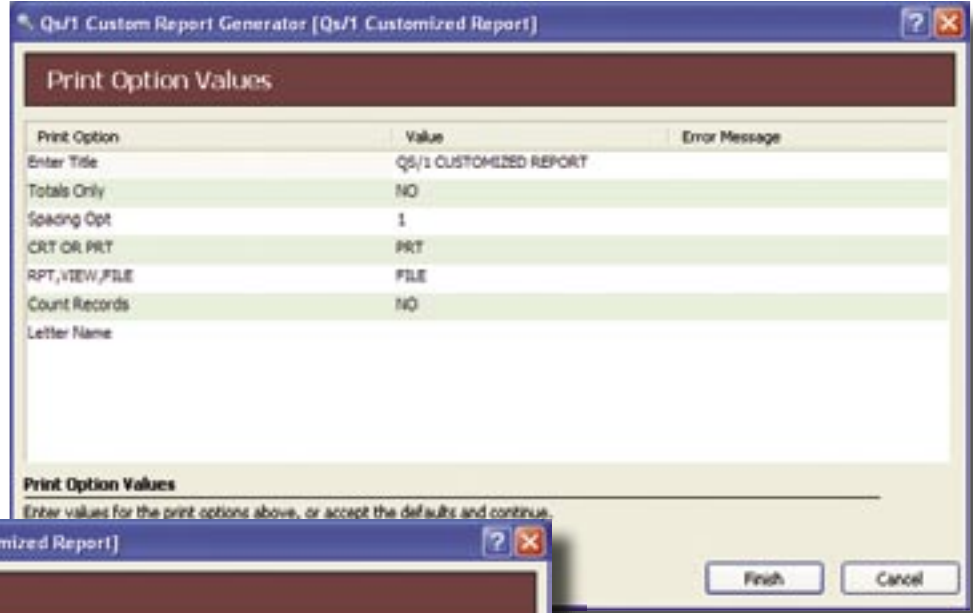 Qs/1 Custom Report Generator [Qs/1 Customized Report]
Print Option Values
Print Option Value Error Message
Enter Title QS/1 CUSTOMIZED REPORT
Totals Only NO
Spacing Opt 1
CRT OR PRT PRT
RPT,VIEW,FILE FILE
Count Records NO
Letter Name
Print Option Values
Enter values for the print options above, or accept the defaults and continue.
mized Report]
Finish Cancel